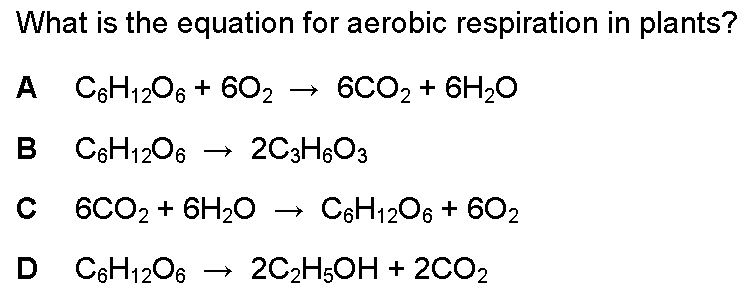 What is the equation for aerobic respiration in plants?
A C₆H₁₂O₆ + 6O₂ → 6CO₂ + 6H₂O
B C₆H₁₂O₆ → 2C₃H₆O₃
C 6CO₂ + 6H₂O → C₆H₁₂O₆ + 6O₂
D C₆H₁₂O₆ → 2C₂H₅OH + 2CO₂